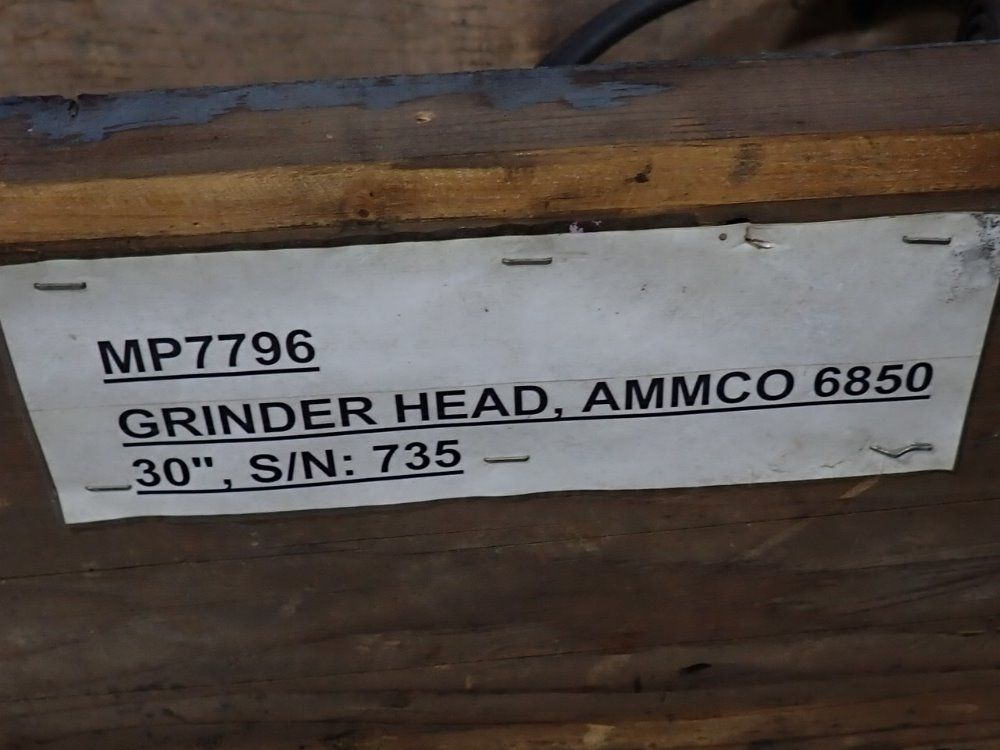 MP7796
GRINDER HEAD, AMMCO 6850
30", S/N: 735